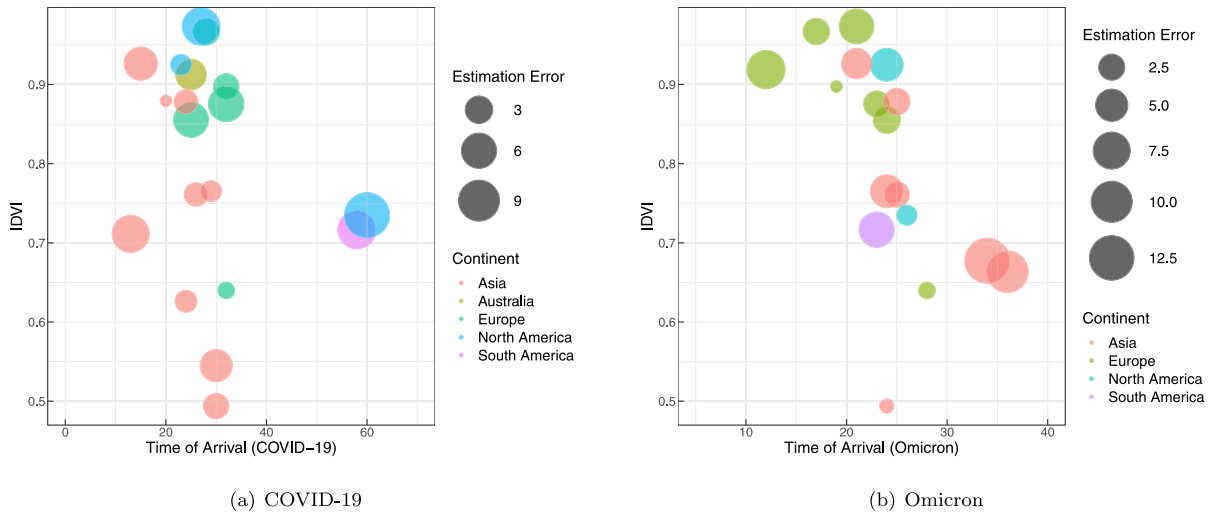 0.9
0.8
0.7
0.6
0.5
IDVI
0
20
40
60
Time of Arrival (COVID−19)
Estimation Error
3
6
9
Continent
Asia
Australia
Europe
North America
South America
(a) COVID-19
0.9
0.8
0.7
0.6
0.5
IDVI
10
20
30
40
Time of Arrival (Omicron)
Estimation Error
2.5
5.0
7.5
10.0
12.5
Continent
Asia
Europe
North America
South America
(b) Omicron